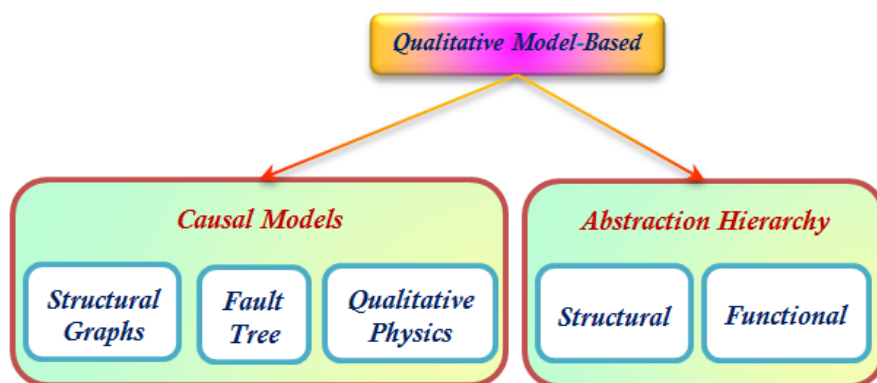 Qualitative Model-Based
Causal Models
Structural
Graphs
Fault
Tree
Qualitative
Physics
Abstraction Hierarchy
Structural
Functional